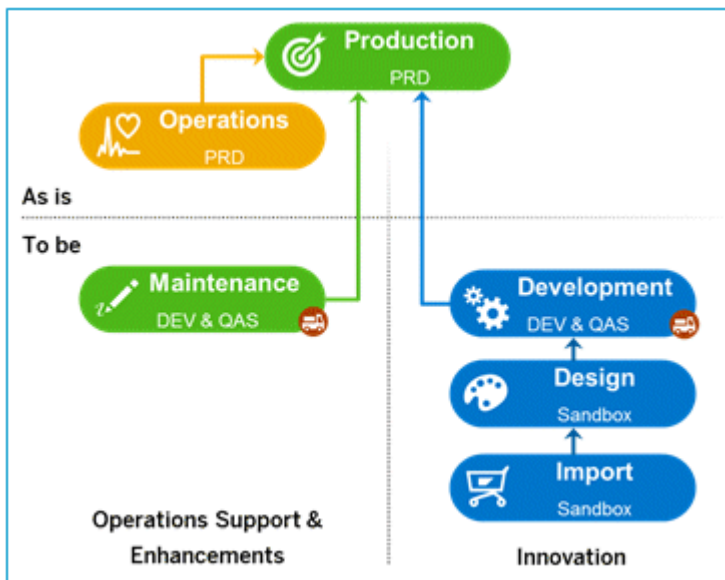 Production
PRD
Operations
PRD
As is
To be
Maintenance
DEV & QAS
Development
DEV & QAS
Design
Sandbox
Import
Sandbox
Operations Support &
Enhancements
Innovation